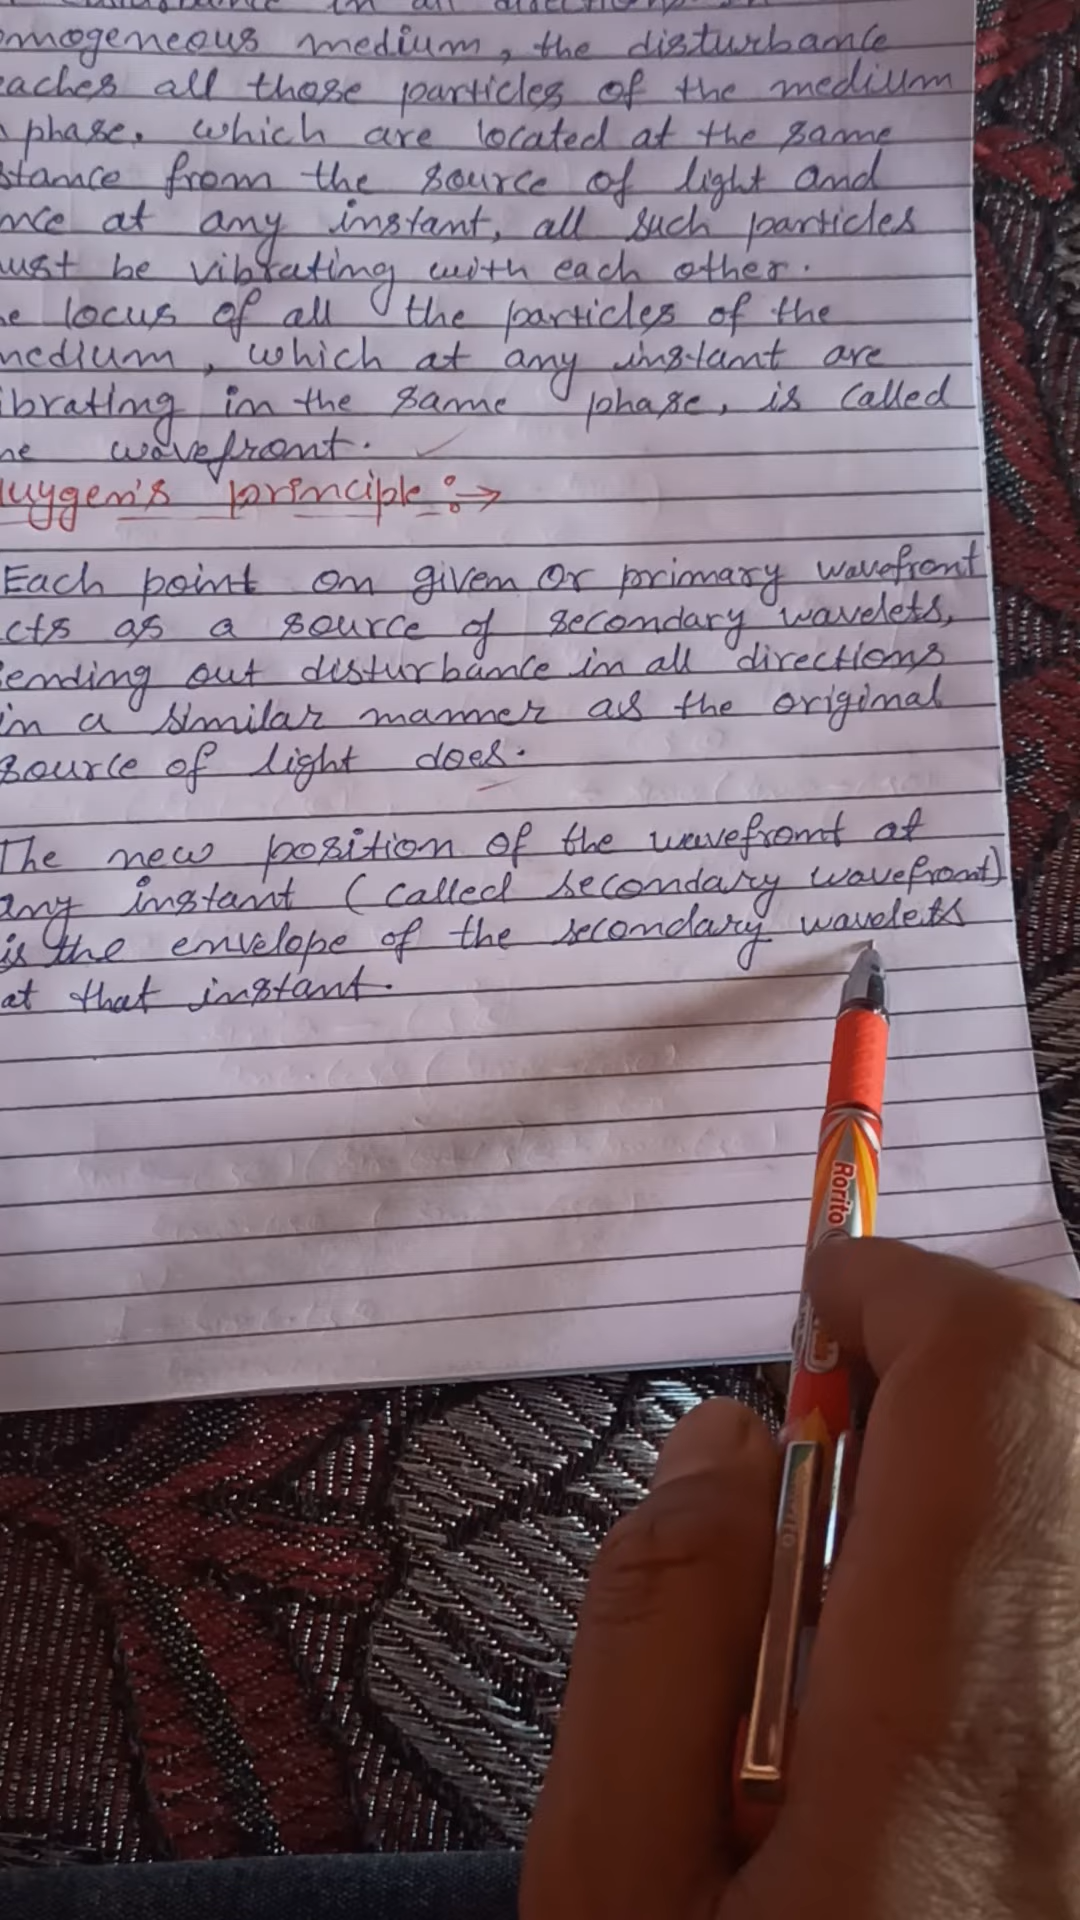 omogeneous medium, the disturbance
eaches all those particles of the medium
phase, which are located at the same
stance from the source of light and
nce at any instant, all such particles
ust be vibrating with each other.
e locus of all the particles of the
medium, which at any instant are
ibrating in the same phase, is called
he wavefront.
uygen's principle :→
Each point on given or primary wavefront
cts as a source of secondary wavelets,
sending out disturbance in all directions
in a similar manner as the original
source of light does.
The new position of the wavefront at
any instant (called secondary wavefront)
is the envelope of the secondary wavelets
at that instant.
Rorito